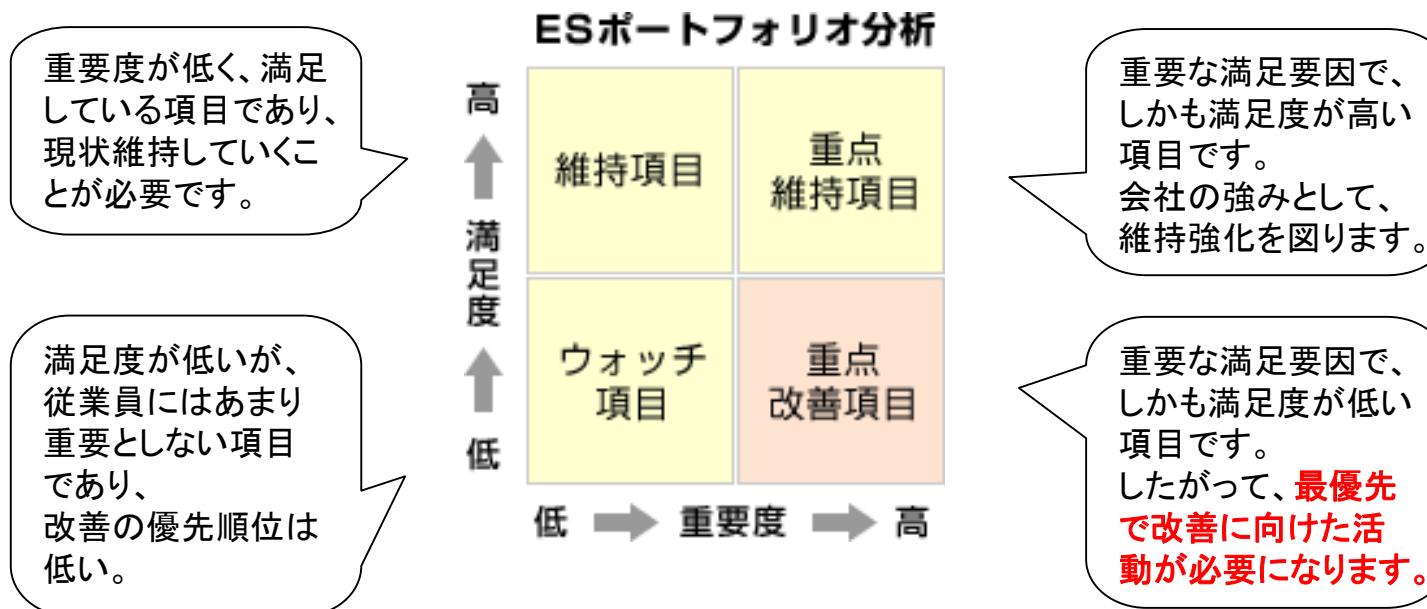 ESポートフォリオ分析
重要度が低く、満足
している項目であり、
現状維持していくこ
とが必要です。
満足度が低いが、
従業員にはあまり
重要としない項目
であり、
改善の優先順位は
低い。
高
満足度
低
維持項目
重点
維持項目
ウォッチ
項目
重点
改善項目
低
重要度
高
重要な満足要因で、
しかも満足度が高い
項目です。
会社の強みとして、
維持強化を図ります。
重要な満足要因で、
しかも満足度が低い
項目です。
したがって、最優先
で改善に向けた活
動が必要になります。